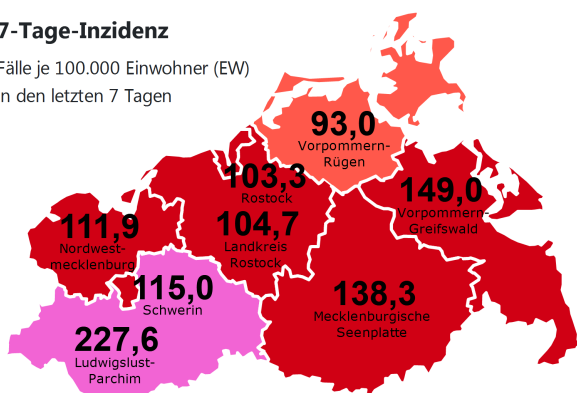 7-Tage-Inzidenz
Fälle je 100.000 Einwohner (EW)
in den letzten 7 Tagen
93,0
Vorpommern-
Rügen
103,3
Rostock
149,0
Vorpommern-
Greifswald
111,9
Nordwest-
mecklenburg
104,7
Landkreis
Rostock
115,0
Schwerin
138,3
Mecklenburgische
Seenplatte
227,6
Ludwigslust-
Parchim